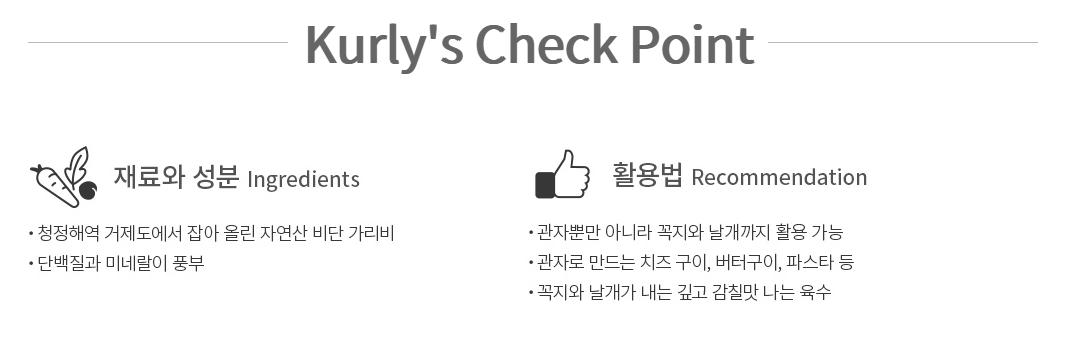 Kurly's Check Point
재료와 성분 Ingredients
• 청정해역 거제도에서 잡아 올린 자연산 비단 가리비
• 단백질과 미네랄이 풍부
활용법 Recommendation
• 관자뿐만 아니라 꼭지와 날개까지 활용 가능
• 관자로 만드는 치즈 구이, 버터구이, 파스타 등
• 꼭지와 날개가 내는 깊고 감칠맛 나는 육수